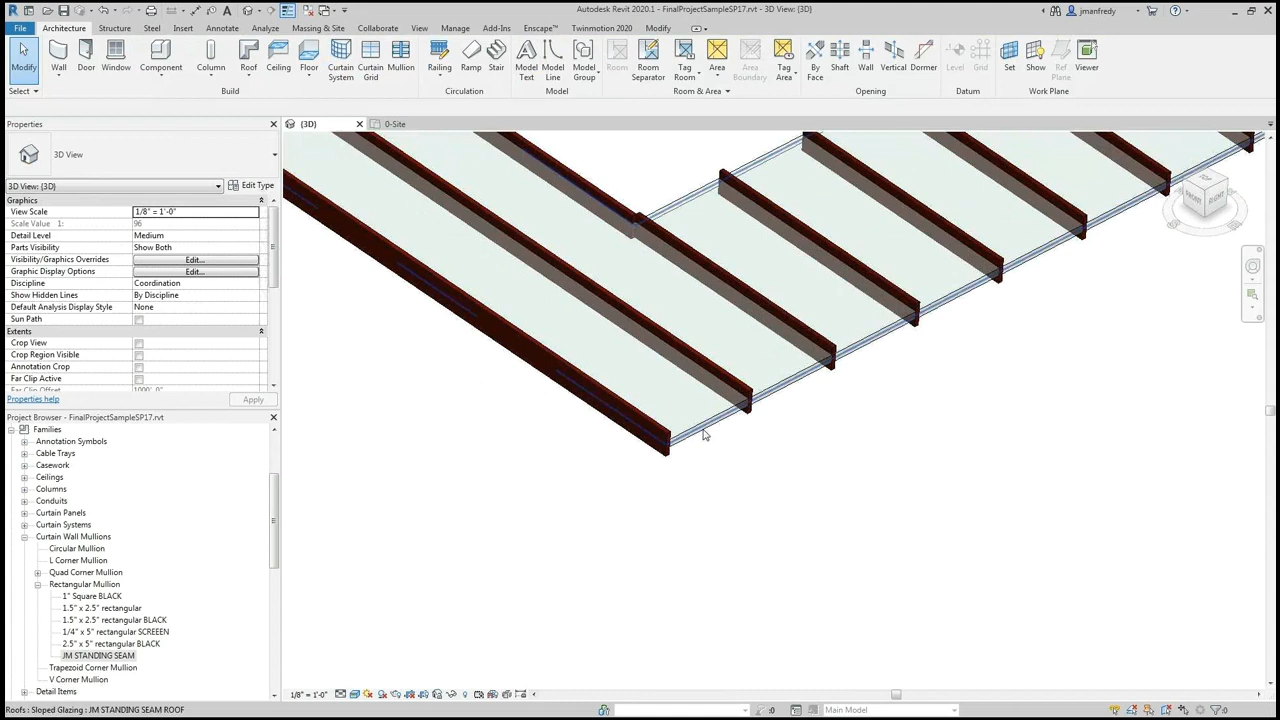 Autodesk Revit 2020.1 - FinalProjectSampleSP17.rvt - 3D View: {3D}
jmanfredy
File Architecture Structure Steel Insert Annotate Analyze Massing & Site Collaborate View Manage Add-Ins Enscape™ Twinmotion 2020 Modify
Modify Wall Door Window Component Column Roof Ceiling Floor Curtain System Curtain Grid Mullion Railing Ramp Stair Model Text Model Line Model Group Room Room Separator Tag Room Area Area Boundary Tag Area By Face Shaft Wall Vertical Dormer Level Grid Set Show Ref Plane Viewer
Select Build Circulation Model Room & Area Opening Datum Work Plane
Properties
{3D}
0-Site
3D View
3D View: {3D}
Edit Type
Graphics
View Scale 1/8" = 1'-0"
Scale Value 1: 96
Detail Level Medium
Parts Visibility Show Both
Visibility/Graphics Overrides Edit...
Graphic Display Options Edit...
Discipline Coordination
Show Hidden Lines By Discipline
Default Analysis Display Style None
Sun Path
Extents
Crop View
Crop Region Visible
Annotation Crop
Far Clip Active
Far Clip Offset 1000' 0"
Properties help
Apply
TOP
FRONT
RIGHT
Project Browser - FinalProjectSampleSP17.rvt
Families
Annotation Symbols
Cable Trays
Casework
Ceilings
Columns
Conduits
Curtain Panels
Curtain Systems
Curtain Wall Mullions
Circular Mullion
L Corner Mullion
Quad Corner Mullion
Rectangular Mullion
1" Square BLACK
1.5" x 2.5" rectangular
1.5" x 2.5" rectangular BLACK
1/4" x 5" rectangular SCREEEN
2.5" x 5" rectangular BLACK
JM STANDING SEAM
Trapezoid Corner Mullion
V Corner Mullion
Detail Items
1/8" = 1'-0"
Roofs : Sloped Glazing : JM STANDING SEAM ROOF
:0
Main Model
:0